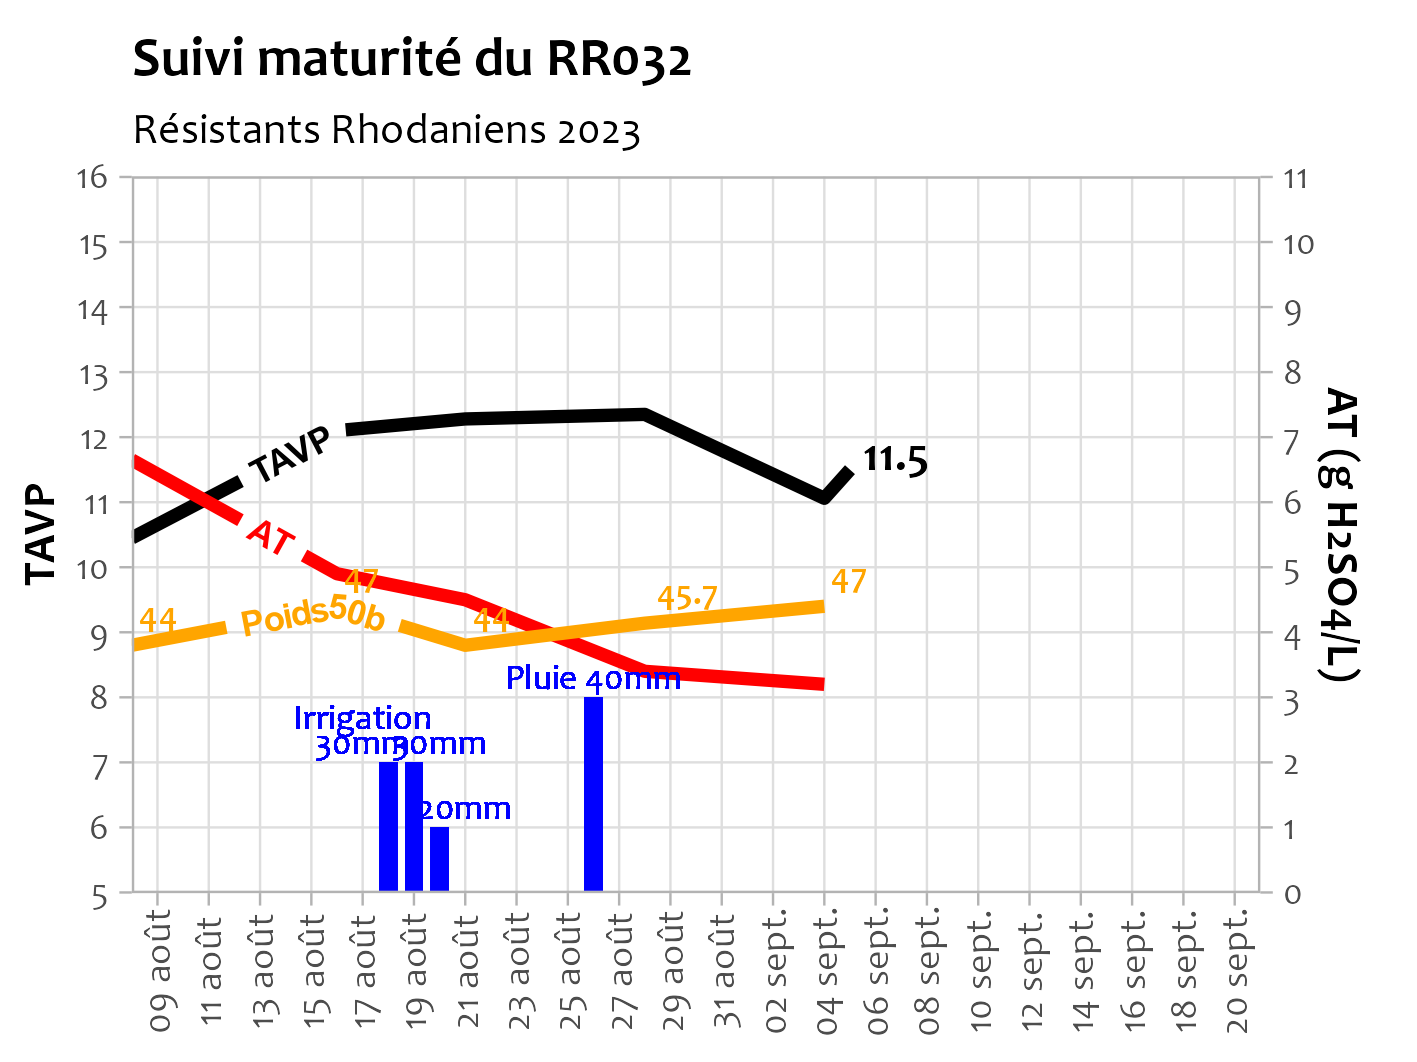 Suivi maturité du RR032
Résistants Rhodaniens 2023
16
15
14
13
12
11
10
9
8
7
6
5
TAVP
11
10
9
8
7
6
5
4
3
2
1
0
AT (g H2SO4/L)
TAVP
11.5
AT
47
47
44
Poids50b
44
45.7
Pluie 40mm
Irrigation
30mm
30mm
20mm
09 août
11 août
13 août
15 août
17 août
19 août
21 août
23 août
25 août
27 août
29 août
31 août
02 sept.
04 sept.
06 sept.
08 sept.
10 sept.
12 sept.
14 sept.
16 sept.
18 sept.
20 sept.